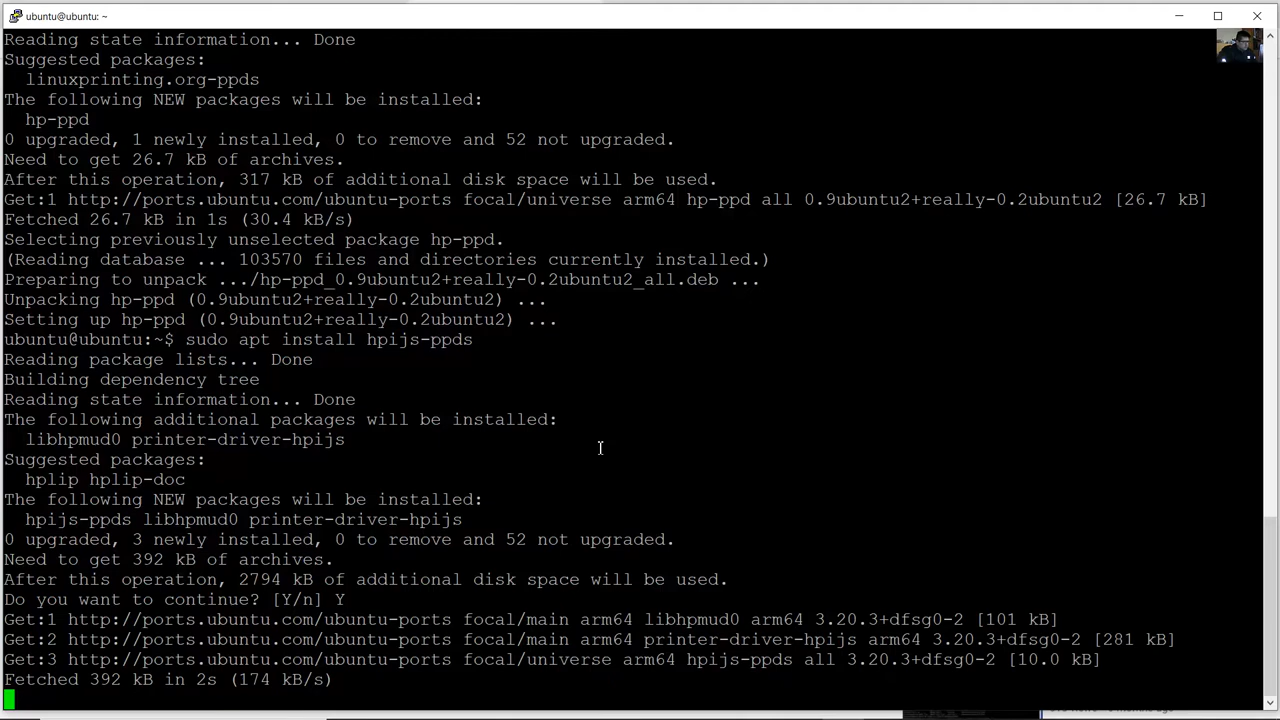 ubuntu@ubuntu: ~
Reading state information... Done
Suggested packages:
  linuxprinting.org-ppds
The following NEW packages will be installed:
  hp-ppd
0 upgraded, 1 newly installed, 0 to remove and 52 not upgraded.
Need to get 26.7 kB of archives.
After this operation, 317 kB of additional disk space will be used.
Get:1 http://ports.ubuntu.com/ubuntu-ports focal/universe arm64 hp-ppd all 0.9ubuntu2+really-0.2ubuntu2 [26.7 kB]
Fetched 26.7 kB in 1s (30.4 kB/s)
Selecting previously unselected package hp-ppd.
(Reading database ... 103570 files and directories currently installed.)
Preparing to unpack .../hp-ppd_0.9ubuntu2+really-0.2ubuntu2_all.deb ...
Unpacking hp-ppd (0.9ubuntu2+really-0.2ubuntu2) ...
Setting up hp-ppd (0.9ubuntu2+really-0.2ubuntu2) ...
ubuntu@ubuntu:~$ sudo apt install hpijs-ppds
Reading package lists... Done
Building dependency tree
Reading state information... Done
The following additional packages will be installed:
  libhpmud0 printer-driver-hpijs
Suggested packages:
  hplip hplip-doc
The following NEW packages will be installed:
  hpijs-ppds libhpmud0 printer-driver-hpijs
0 upgraded, 3 newly installed, 0 to remove and 52 not upgraded.
Need to get 392 kB of archives.
After this operation, 2794 kB of additional disk space will be used.
Do you want to continue? [Y/n] Y
Get:1 http://ports.ubuntu.com/ubuntu-ports focal/main arm64 libhpmud0 arm64 3.20.3+dfsg0-2 [101 kB]
Get:2 http://ports.ubuntu.com/ubuntu-ports focal/main arm64 printer-driver-hpijs arm64 3.20.3+dfsg0-2 [281 kB]
Get:3 http://ports.ubuntu.com/ubuntu-ports focal/universe arm64 hpijs-ppds all 3.20.3+dfsg0-2 [10.0 kB]
Fetched 392 kB in 2s (174 kB/s)